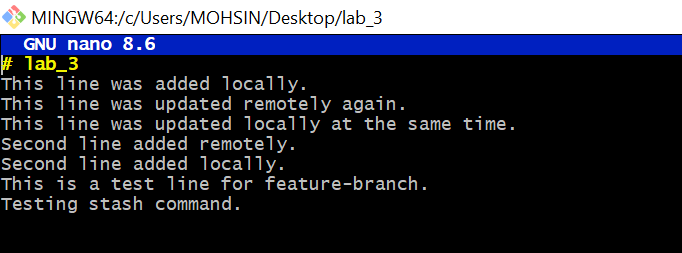 MINGW64:/c/Users/MOHSIN/Desktop/lab_3
GNU nano 8.6
# lab_3
This line was added locally.
This line was updated remotely again.
This line was updated locally at the same time.
Second line added remotely.
Second line added locally.
This is a test line for feature-branch.
Testing stash command.